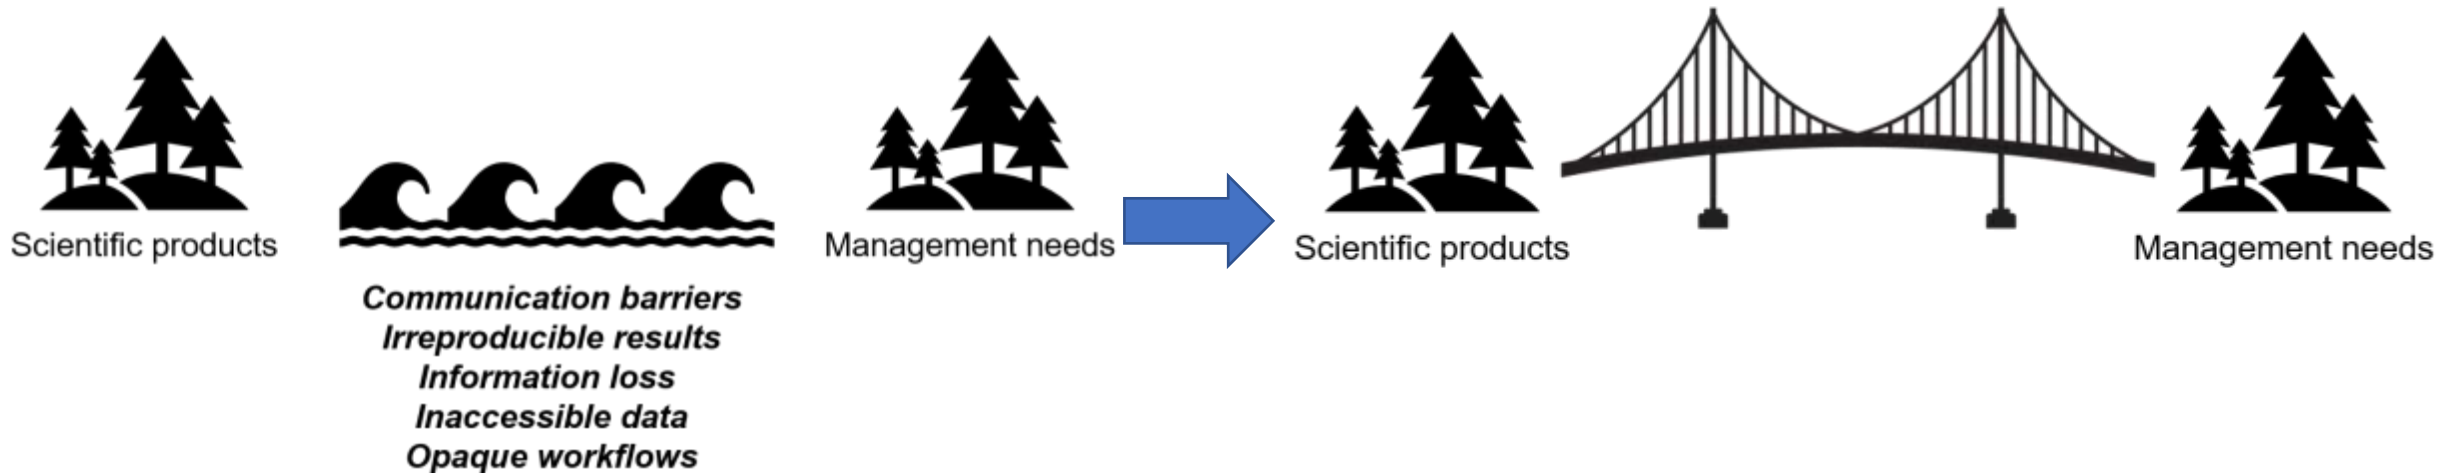 Scientific products
Management needs
Communication barriers
Irreproducible results
Information loss
Inaccessible data
Opaque workflows
Scientific products
Management needs